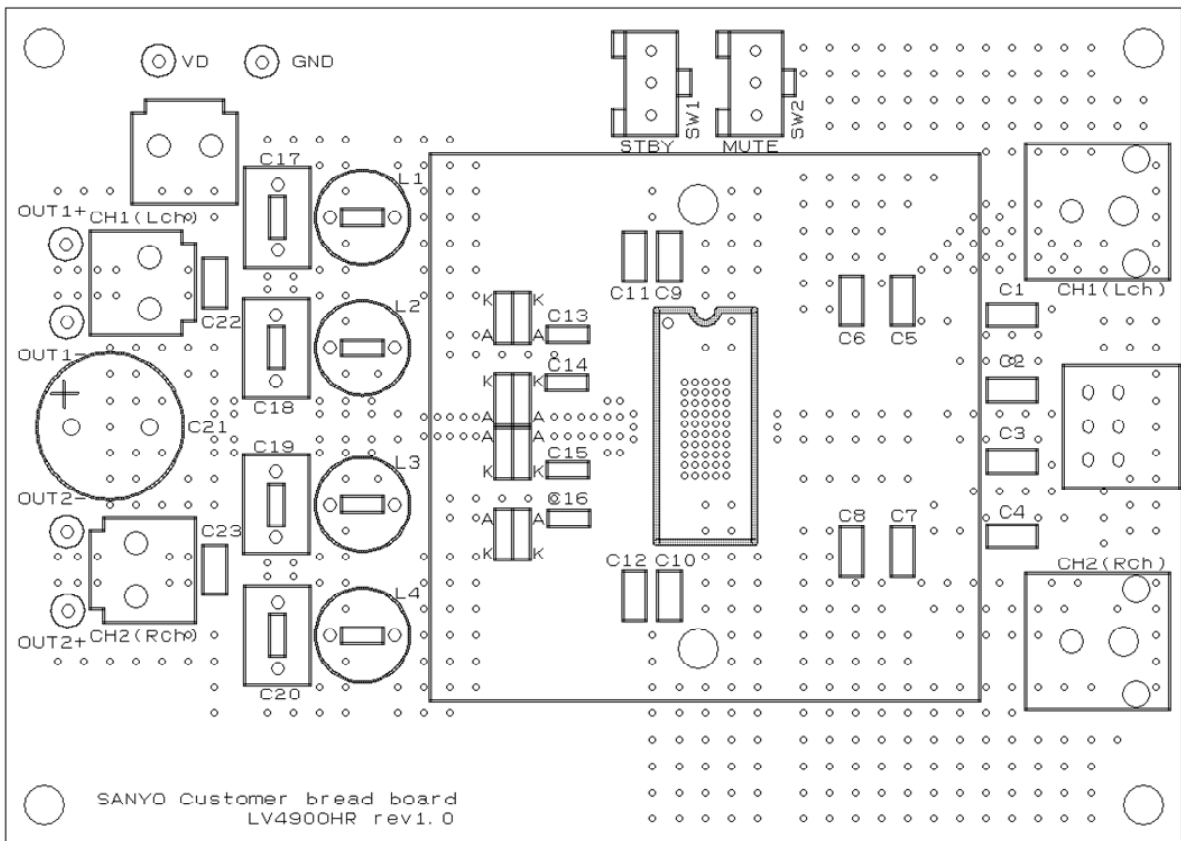 VD
GND
SW1
SW2
STBY
MUTE
C17
L1
OUT1+
CH1(Lch)
C11
C9
C22
L2
K
K
C13
A
A
C6
C5
CH1(Lch)
C1
OUT1-
C14
K
K
C2
C18
A
A
C21
A
A
C19
C3
L3
C15
K
K
OUT2-
C16
C23
A
A
C8
C7
C4
K
K
C12
C10
CH2(Rch)
L4
OUT2+
CH2(Rch)
C20
SANYO Customer bread board
LV4900HR rev1.0